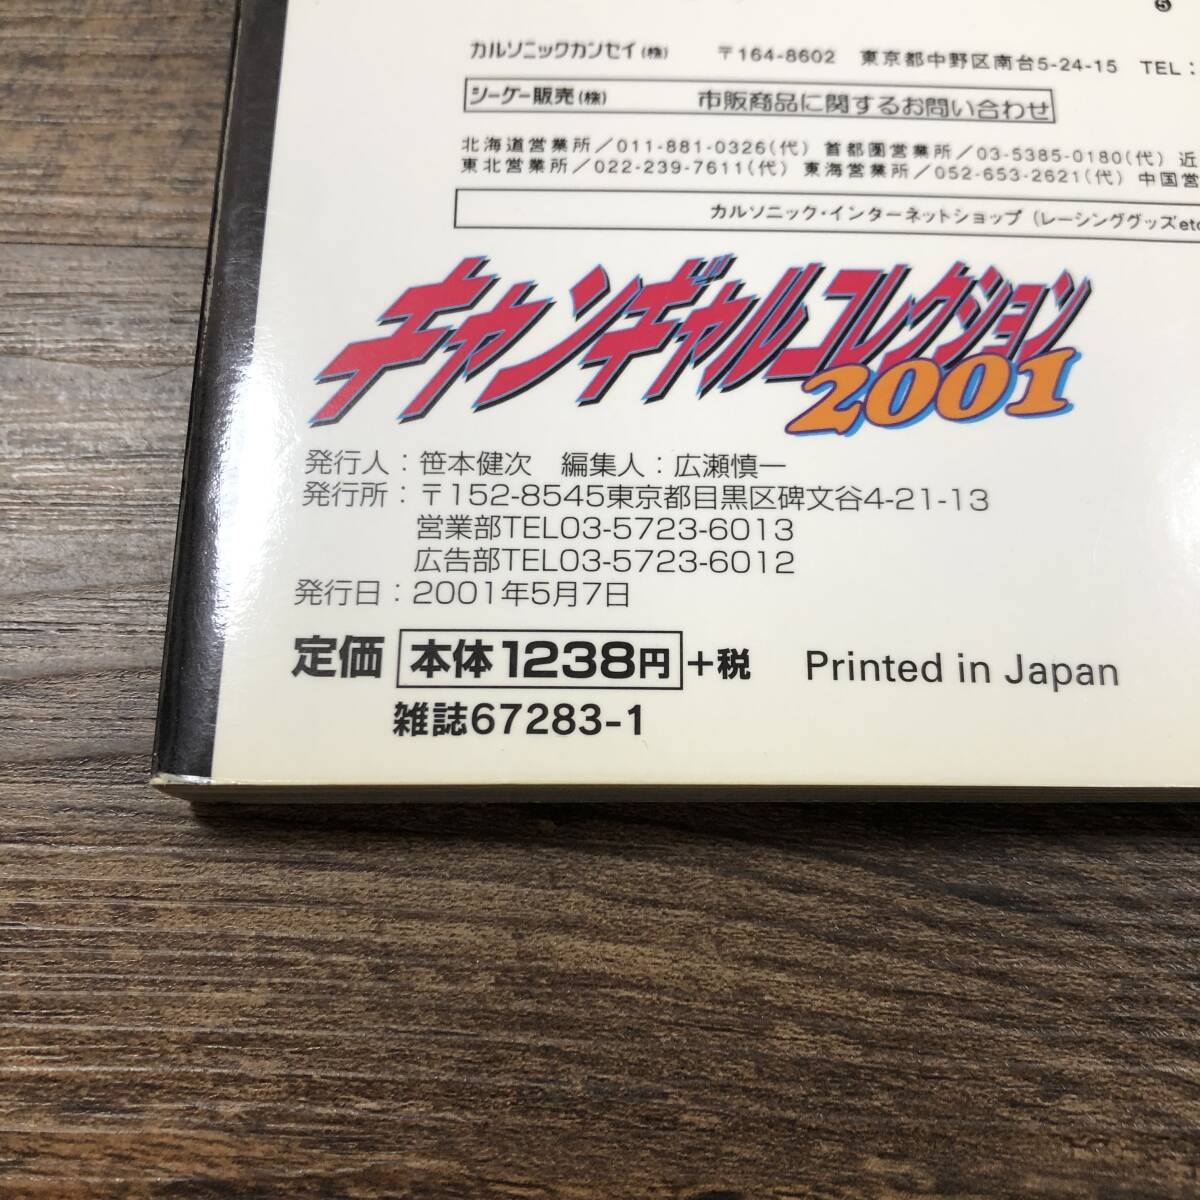 ❺
カルソニックカンセイ(株) 〒164-8602 東京都中野区南台5-24-15 TEL:
シーゲー販売(株) 市販商品に関するお問い合わせ
北海道営業所/011-881-0326(代) 首都圏営業所/03-5385-0180(代) 近
東北営業所/022-239-7611(代) 東海営業所/052-653-2621(代) 中国営
カルソニック・インターネットショップ (レーシンググッズetc
キャンギャルコレクション
2001
発行人:笹本健次 編集人:広瀬慎一
発行所:〒152-8545東京都目黒区碑文谷4-21-13
営業部TEL03-5723-6013
広告部TEL03-5723-6012
発行日:2001年5月7日
定価 本体1238円+税 Printed in Japan
雑誌67283-1